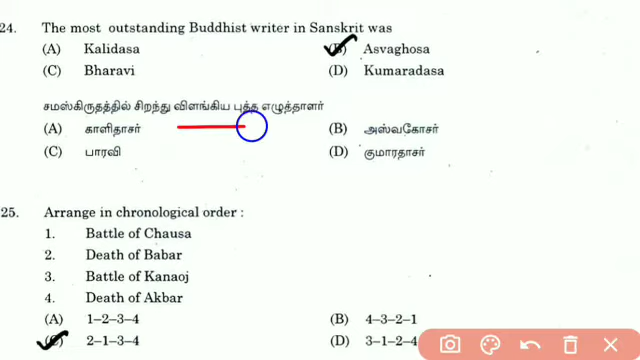 24. The most outstanding Buddhist writer in Sanskrit was
(A) Kalidasa (B) Asvaghosa
(C) Bharavi (D) Kumaradasa
சமஸ்கிருதத்தில் சிறந்து விளங்கிய புத்த எழுத்தாளர்
(A) காளிதாசர் (B) அஸ்வகோசர்
(C) பாரவி (D) குமாரதாசர்
25. Arrange in chronological order :
1. Battle of Chausa
2. Death of Babar
3. Battle of Kanaoj
4. Death of Akbar
(A) 1–2–3–4 (B) 4–3–2–1
(C) 2–1–3–4 (D) 3–1–2–4